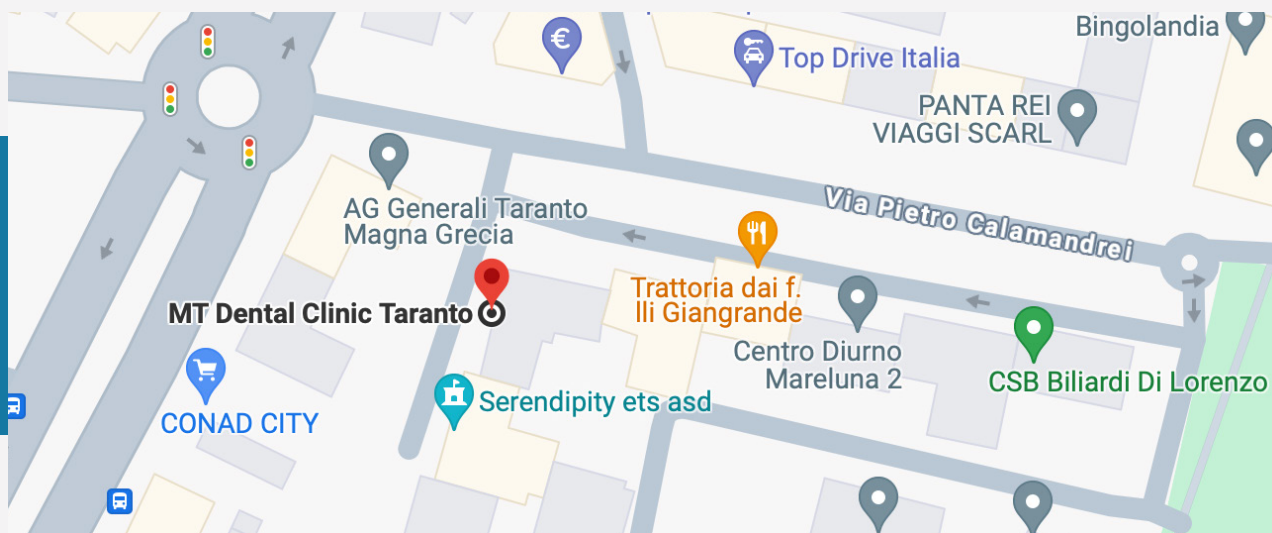 Bingolandia
€
Top Drive Italia
PANTA REI
VIAGGI SCARL
AG Generali Taranto
Magna Grecia
Via Pietro Calamandrei
Trattoria dai f.
lli Giangrande
MT Dental Clinic Taranto
Centro Diurno
Mareluna 2
CSB Biliardi Di Lorenzo
Serendipity ets asd
CONAD CITY